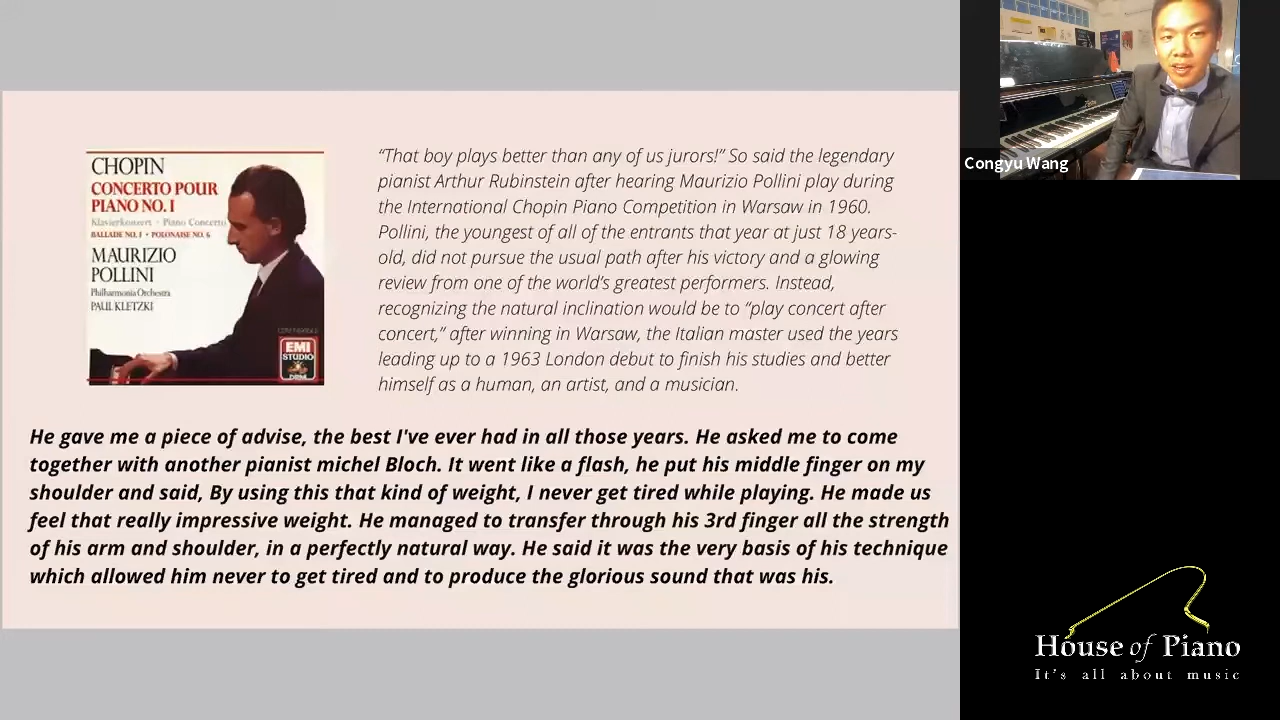 CHOPIN
CONCERTO POUR
PIANO NO. 1
Klavierkonzert · Piano Concerto
BALLADE NO. 1 · POLONAISE NO. 6
MAURIZIO
POLLINI
Philharmonia Orchestra
PAUL KLETZKI
EMI
STUDIO
DRM
“That boy plays better than any of us jurors!” So said the legendary
pianist Arthur Rubinstein after hearing Maurizio Pollini play during
the International Chopin Piano Competition in Warsaw in 1960.
Pollini, the youngest of all of the entrants that year at just 18 years-
old, did not pursue the usual path after his victory and a glowing
review from one of the world’s greatest performers. Instead,
recognizing the natural inclination would be to “play concert after
concert,” after winning in Warsaw, the Italian master used the years
leading up to a 1963 London debut to finish his studies and better
himself as a human, an artist, and a musician.
He gave me a piece of advise, the best I've ever had in all those years. He asked me to come
together with another pianist michel Bloch. It went like a flash, he put his middle finger on my
shoulder and said, By using this that kind of weight, I never get tired while playing. He made us
feel that really impressive weight. He managed to transfer through his 3rd finger all the strength
of his arm and shoulder, in a perfectly natural way. He said it was the very basis of his technique
which allowed him never to get tired and to produce the glorious sound that was his.
Congyu Wang
House of Piano
It's all about music